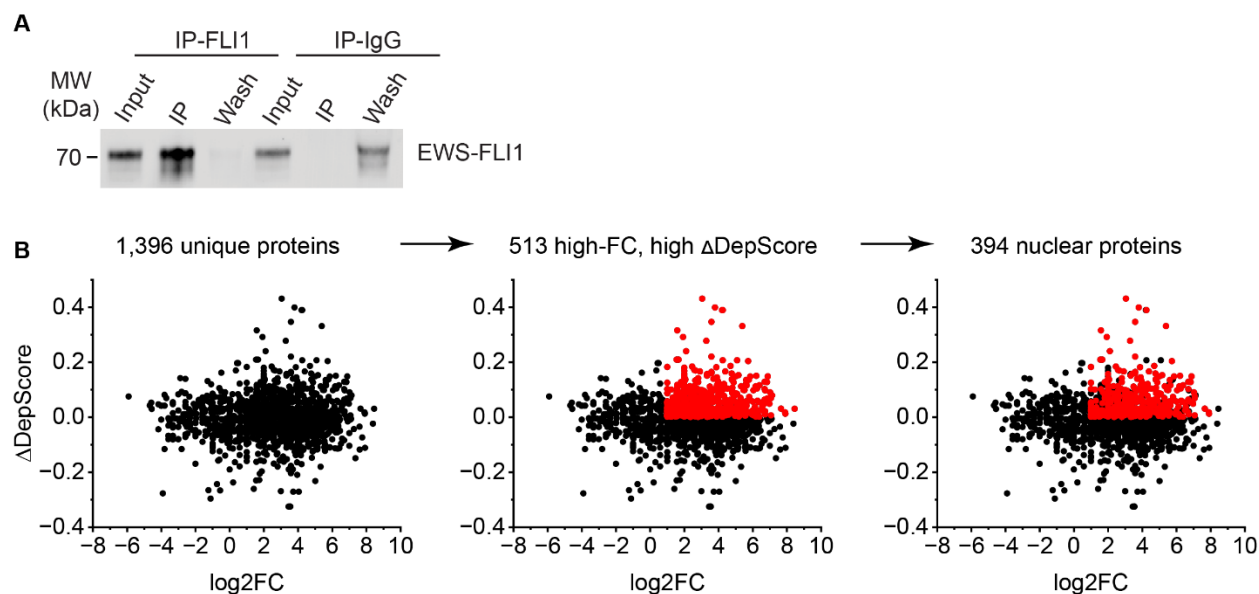 A
IP-FLI1 IP-IgG
MW (kDa) Input IP Wash Input IP Wash
70 EWS-FLI1
B 1,396 unique proteins 513 high-FC, high ΔDepScore 394 nuclear proteins
ΔDepScore
0.4 0.4 0.4
0.2 0.2 0.2
0.0 0.0 0.0
−0.2 −0.2 −0.2
−0.4 −0.4 −0.4
−8 −6 −4 −2 0 2 4 6 8 10 −8 −6 −4 −2 0 2 4 6 8 10 −8 −6 −4 −2 0 2 4 6 8 10
log2FC log2FC log2FC